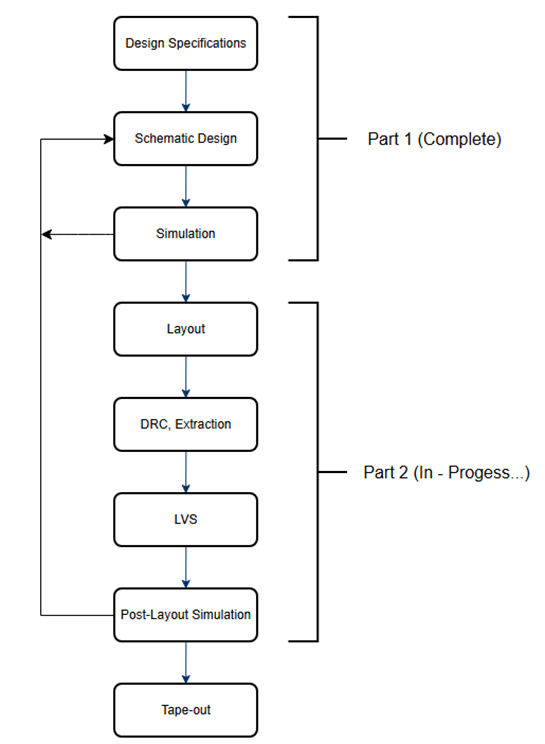 Design Specifications
Schematic Design
Part 1 (Complete)
Simulation
Layout
DRC, Extraction
Part 2 (In - Progess...)
LVS
Post-Layout Simulation
Tape-out